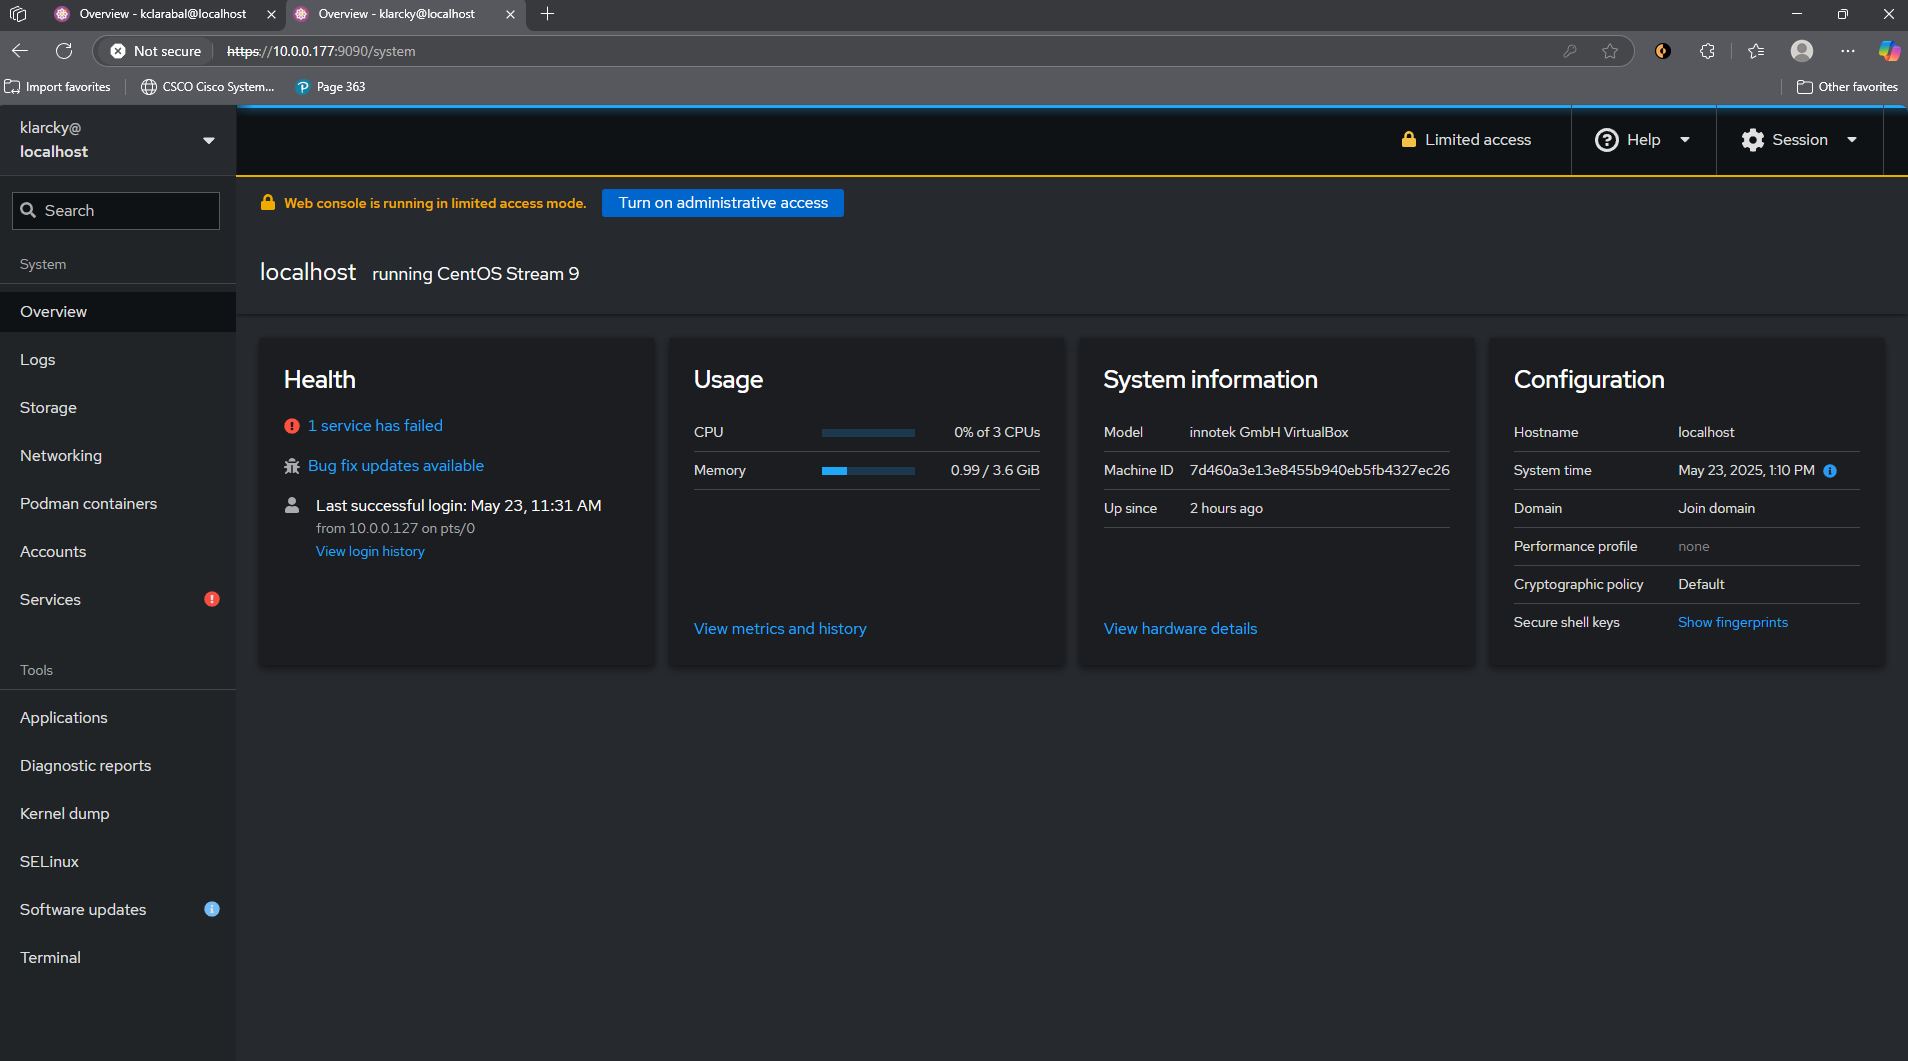 Overview - kclarabal@localhost
Overview - klarcky@localhost
Not secure
https://10.0.0.177:9090/system
Import favorites
CSCO Cisco System...
Page 363
Other favorites
klarcky@
localhost
Limited access
Help
Session
Web console is running in limited access mode.
Turn on administrative access
Search
System
Overview
Logs
Storage
Networking
Podman containers
Accounts
Services
Tools
Applications
Diagnostic reports
Kernel dump
SELinux
Software updates
Terminal
localhost running CentOS Stream 9
Health
1 service has failed
Bug fix updates available
Last successful login: May 23, 11:31 AM
from 10.0.0.127 on pts/0
View login history
Usage
CPU 0% of 3 CPUs
Memory 0.99 / 3.6 GiB
View metrics and history
System information
Model innotek GmbH VirtualBox
Machine ID 7d460a3e13e8455b940eb5fb4327ec26
Up since 2 hours ago
View hardware details
Configuration
Hostname localhost
System time May 23, 2025, 1:10 PM
Domain Join domain
Performance profile none
Cryptographic policy Default
Secure shell keys Show fingerprints